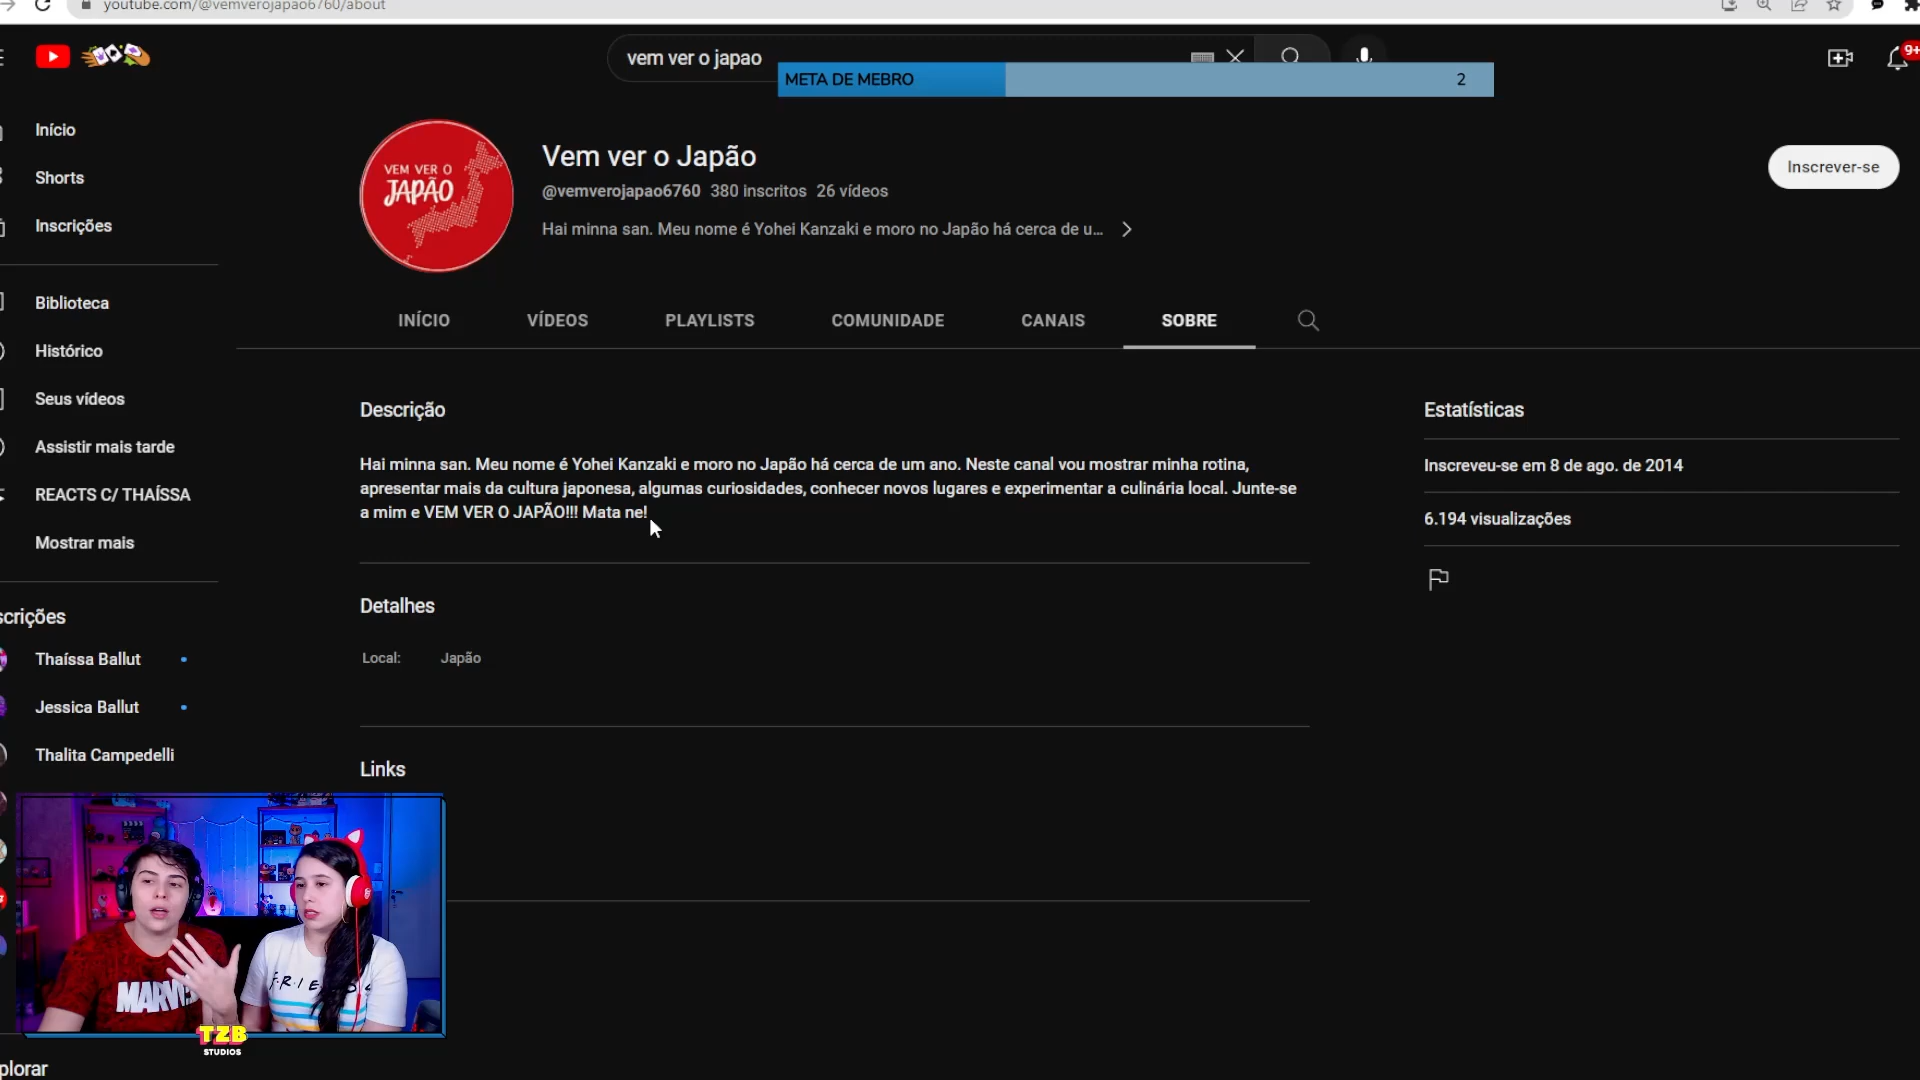 youtube.com/@vemverojapao6760/about
vem ver o japao
9+
META DE MEBRO 2
Início
Shorts
Inscrições
Biblioteca
Histórico
Seus vídeos
Assistir mais tarde
REACTS C/ THAÍSSA
Mostrar mais
scrições
Thaíssa Ballut
Jessica Ballut
Thalita Campedelli
plorar
VEM VER O
JAPÃO
Vem ver o Japão
@vemverojapao6760 380 inscritos 26 vídeos
Hai minna san. Meu nome é Yohei Kanzaki e moro no Japão há cerca de u...
Inscrever-se
INÍCIO VÍDEOS PLAYLISTS COMUNIDADE CANAIS SOBRE
Descrição
Hai minna san. Meu nome é Yohei Kanzaki e moro no Japão há cerca de um ano. Neste canal vou mostrar minha rotina,
apresentar mais da cultura japonesa, algumas curiosidades, conhecer novos lugares e experimentar a culinária local. Junte-se
a mim e VEM VER O JAPÃO!!! Mata ne!
Detalhes
Local: Japão
Links
Estatísticas
Inscreveu-se em 8 de ago. de 2014
6.194 visualizações
TZB
STUDIOS